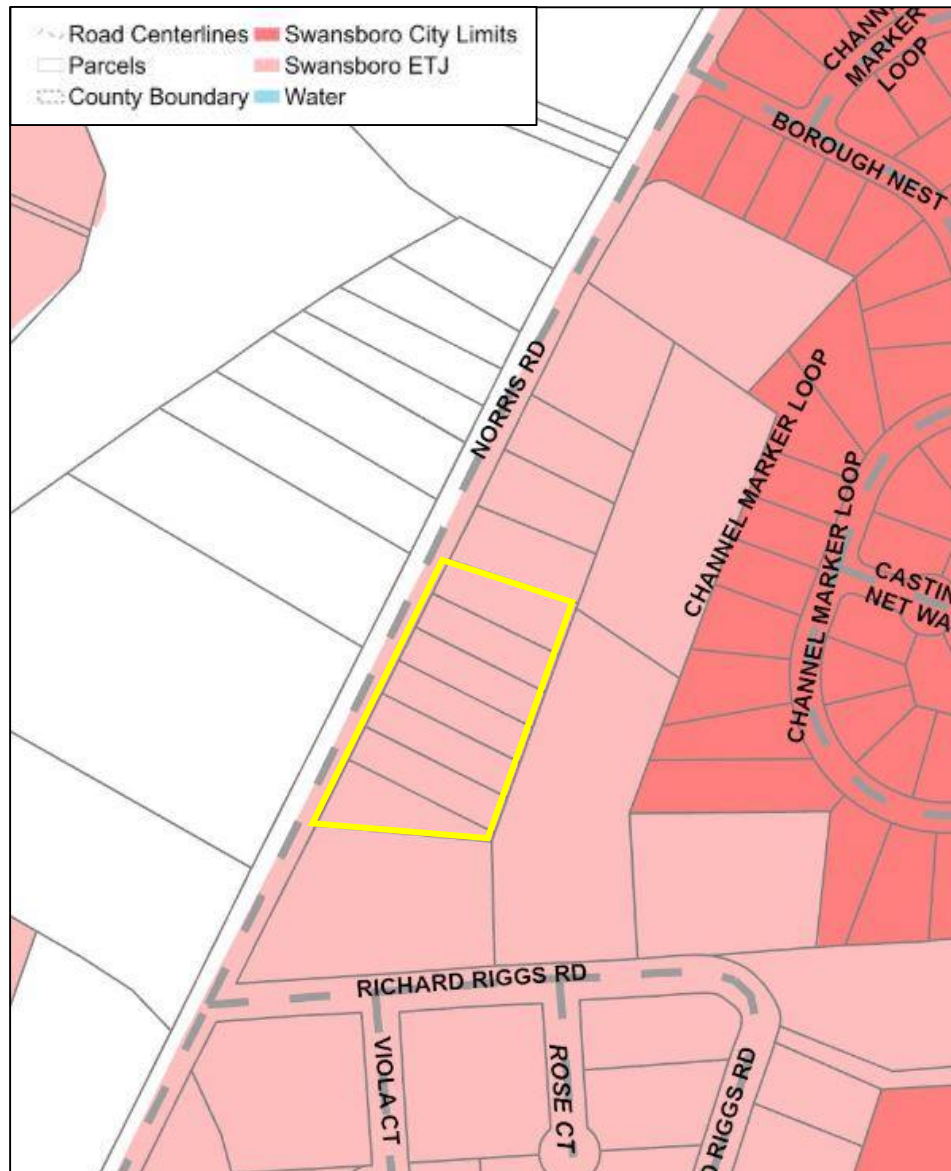 Road Centerlines
Swansboro City Limits
Parcels
Swansboro ETJ
County Boundary
Water
MARKER
LOOP
BOROUGH NEST
NORRIS RD
CHANNEL MARKER LOOP
CHANNEL MARKER LOOP
NET
RICHARD RIGGS RD
VIOLA CT
ROSE CT
RIGGS RD